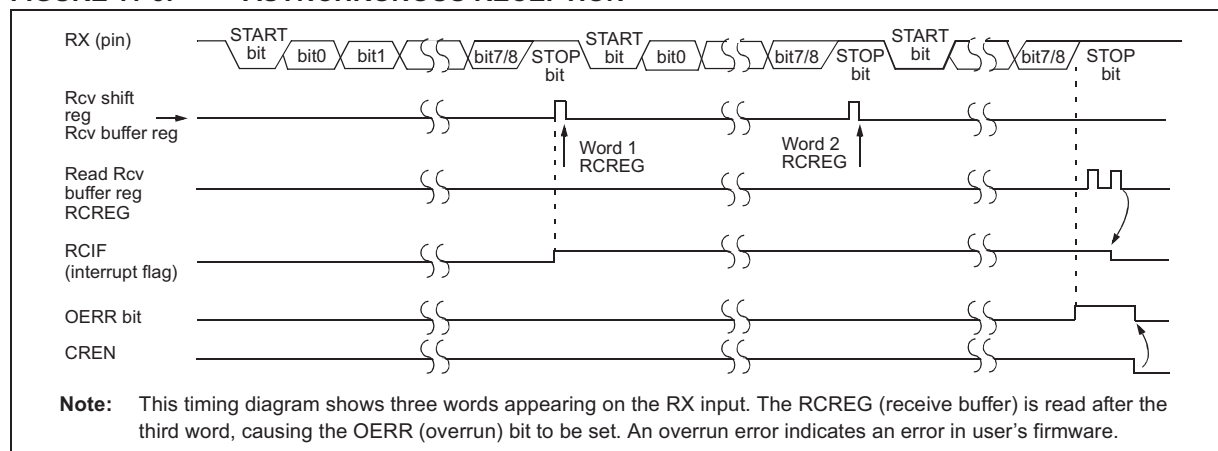 RX (pin)
START
bit
bit0
bit1
bit7/8
STOP
bit
START
bit
bit0
bit7/8
STOP
bit
START
bit
bit7/8
STOP
bit
Rcv shift
reg
Rcv buffer reg
Word 1
RCREG
Word 2
RCREG
Read Rcv
buffer reg
RCREG
RCIF
(interrupt flag)
OERR bit
CREN
Note: This timing diagram shows three words appearing on the RX input. The RCREG (receive buffer) is read after the
third word, causing the OERR (overrun) bit to be set. An overrun error indicates an error in user's firmware.